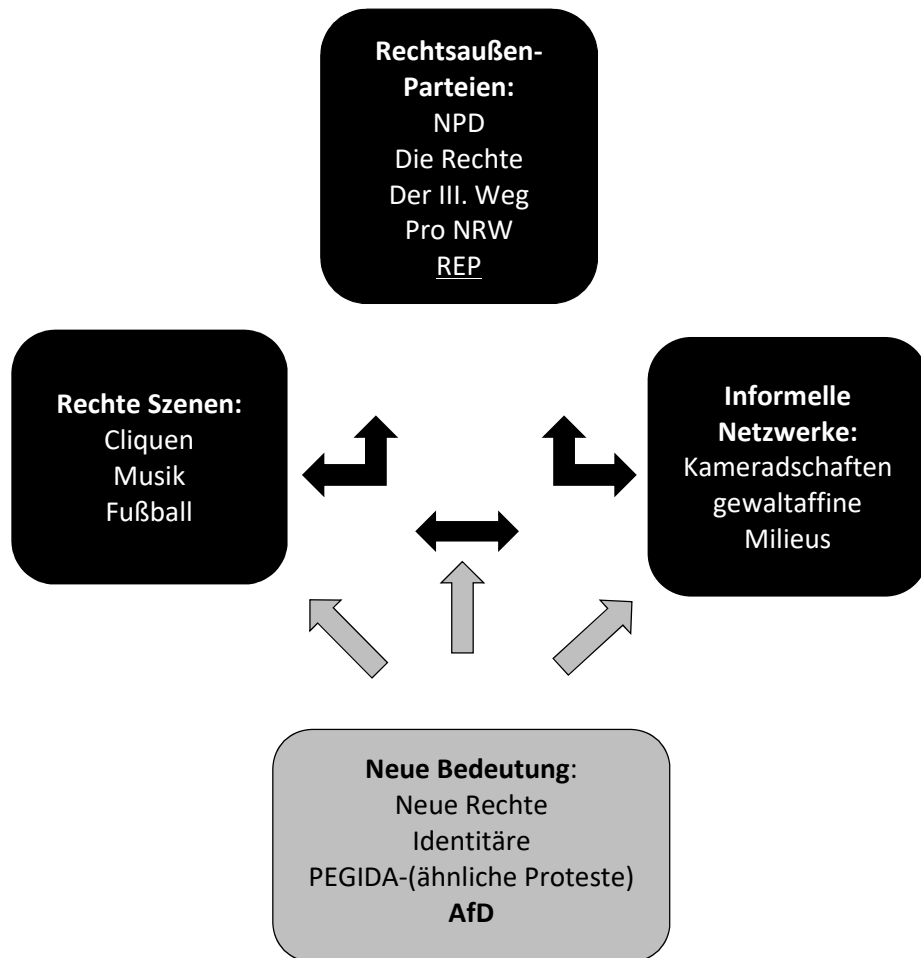 Rechtsaußen-
Parteien:
NPD
Die Rechte
Der III. Weg
Pro NRW
REP
Rechte Szenen:
Cliquen
Musik
Fußball
Informelle
Netzwerke:
Kameradschaften
gewaltaffine
Milieus
Neue Bedeutung:
Neue Rechte
Identitäre
PEGIDA-(ähnliche Proteste)
AfD